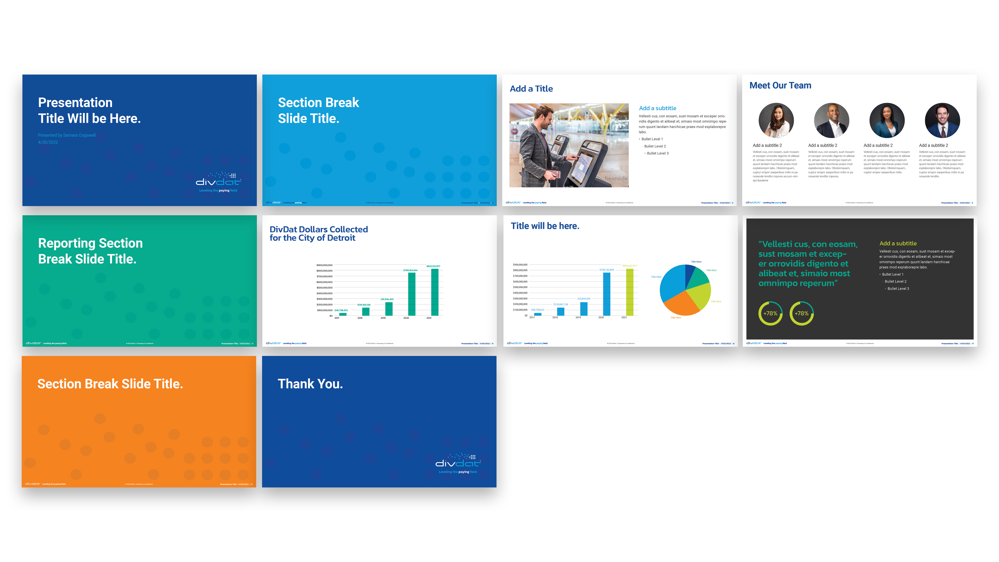 Presentation
Title Will be Here.
Presented by Samara Cogswell
4/30/2022
divdat
Leveling the paying field.
Section Break
Slide Title.
divdat Leveling the paying field.
© 2022 DivDat | Proprietary & Confidential
Presentation Title | 5/02/2022 | 3
Add a Title
hexnode
Add a subtitle
Vellesti cus, con eosam, sust mosam et exceper orro-
vidis digento et alibeat et, simaio most omnimpo repe-
rum quunt landam harchicae praes mod explaborepre
labo.
• Bullet Level 1
- Bullet Level 2
◦ Bullet Level 3
divdat Leveling the paying field.
© 2022 DivDat | Proprietary & Confidential
Presentation Title | 5/02/2022 | 4
Meet Our Team
Add a subtitle 2
Vellesti cus, con eosam, sust mosam
et exceper orrovidis digento et alibeat
et, simaio most omnimpo reperum
quunt landam harchicae praes mod
explaborepre labo. Obistemquam,
cuptur empor saeperibus milis re pa
nosande lendite mpores accum rem
qui duciame
Add a subtitle 2
Vellesti cus, con eosam, sust mosam
et exceper orrovidis digento et alibeat
et, simaio most omnimpo reperum
quunt landam harchicae praes mod
explaborepre labo. Obistemquam,
cuptur empor saeperibus milis re pa
nosande lendite mpores.
Add a subtitle 2
Vellesti cus, con eosam, sust mosam
et exceper orrovidis digento et alibeat
et, simaio most omnimpo reperum
quunt landam harchicae praes mod
explaborepre labo. Obistemquam,
cuptur empor saeperibus milis.
Add a subtitle 2
Vellesti cus, con eosam, sust mosam
et exceper orrovidis digento et alibeat
et, simaio most omnimpo reperum
quunt landam harchicae praes mod
explaborepre labo. Obistemquam,
cuptur empor saeperibus milis re pa
nosande lendite.
divdat Leveling the paying field.
© 2022 DivDat | Proprietary & Confidential
Presentation Title | 5/02/2022 | 5
Reporting Section
Break Slide Title.
divdat Leveling the paying field.
© 2022 DivDat | Proprietary & Confidential
Presentation Title | 5/02/2022 | 6
DivDat Dollars Collected
for the City of Detroit
$900,000,000
$800,000,000
$700,000,000
$600,000,000
$500,000,000
$400,000,000
$300,000,000
$200,000,000
$100,000,000
$0
$48,798,653
$139,841,138
235,845,459
$768,163,844
$833,557,977
2017
2018
2019
2020
2021
divdat Leveling the paying field.
© 2022 DivDat | Proprietary & Confidential
Presentation Title | 5/02/2022 | 9
Title will be here.
$900,000,000
$800,000,000
$700,000,000
$600,000,000
$500,000,000
$400,000,000
$300,000,000
$200,000,000
$100,000,000
$0
$48,798,653
$139,841,138
235,845,459
$768,163,844
$833,557,977
2017
2018
2019
2020
2021
Title Here
Title Here
Title Here
Title Here
Title Here
divdat Leveling the paying field.
© 2022 DivDat | Proprietary & Confidential
Presentation Title | 5/02/2022 | 8
“Vellesti cus, con eosam,
sust mosam et excep-
er orrovidis digento et
alibeat et, simaio most
omnimpo reperum”
+78%
+78%
Add a subtitle
Vellesti cus, con eosam, sust mosam et excep-
er orrovidis digento et alibeat et, simaio most
omnimpo reperum quunt landam harchicae
praes mod explaborepre labo.
• Bullet Level 1
- Bullet Level 2
◦ Bullet Level 3
divdat Leveling the paying field.
© 2022 DivDat | Proprietary & Confidential
Presentation Title | 5/02/2022 | 11
Section Break Slide Title.
divdat Leveling the paying field.
© 2022 DivDat | Proprietary & Confidential
Presentation Title | 5/02/2022 | 12
Thank You.
divdat
Leveling the paying field.